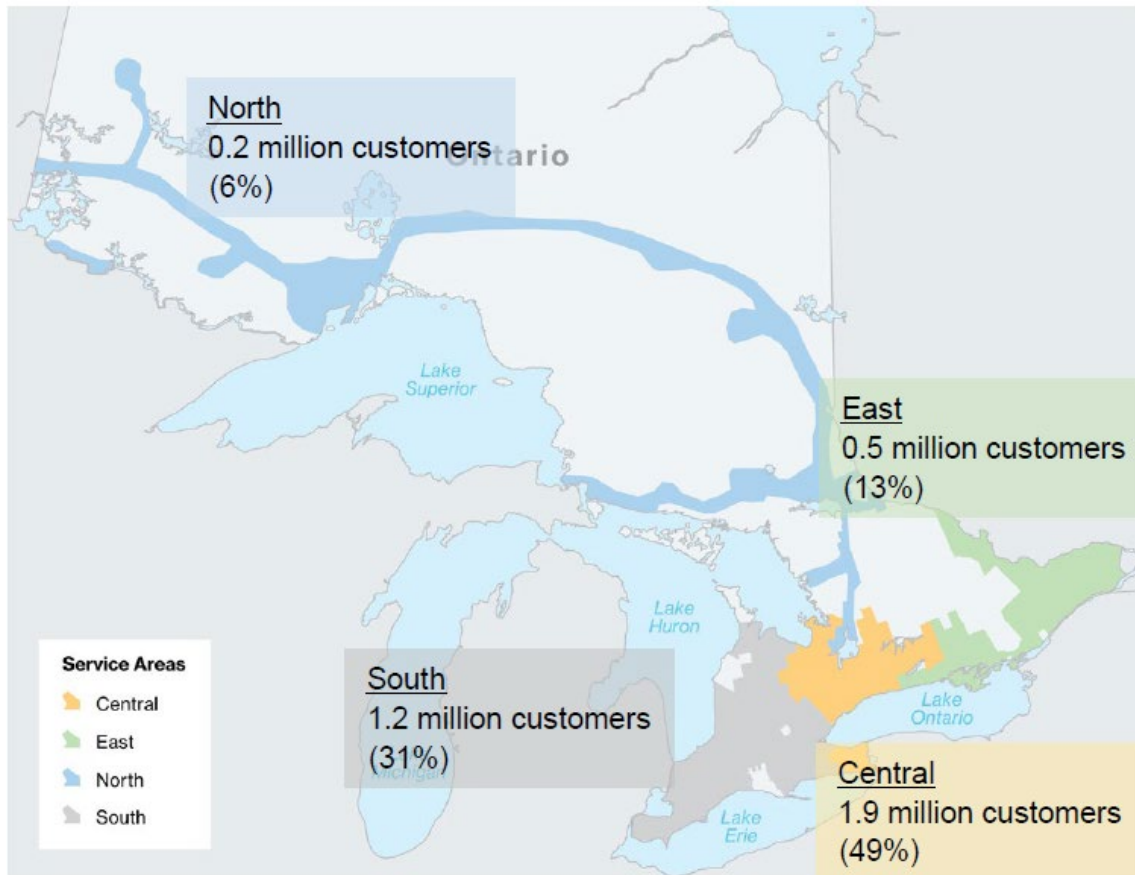 North
0.2 million customers
(6%)
Ontario
Lake
Superior
East
0.5 million customers
(13%)
Lake
Huron
South
1.2 million customers
(31%)
Michigan
Lake
Ontario
Lake
Erie
Central
1.9 million customers
(49%)
Service Areas
Central
East
North
South